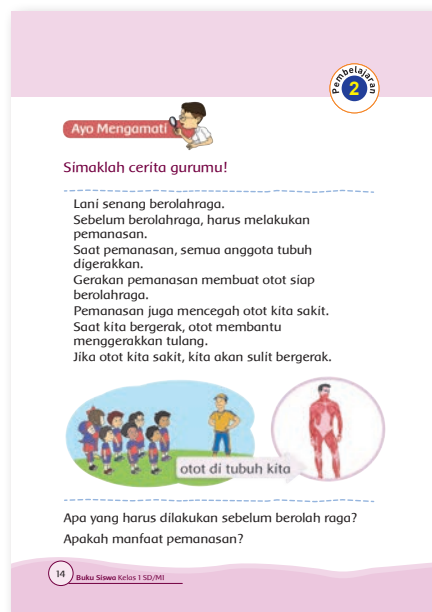 Pembelajaran
2
Ayo Mengamati
Simaklah cerita gurumu!
Lani senang berolahraga.
Sebelum berolahraga, harus melakukan
pemanasan.
Saat pemanasan, semua anggota tubuh
digerakkan.
Gerakan pemanasan membuat otot siap
berolahraga.
Pemanasan juga mencegah otot kita sakit.
Saat kita bergerak, otot membantu
menggerakkan tulang.
Jika otot kita sakit, kita akan sulit bergerak.
otot di tubuh kita
Apa yang harus dilakukan sebelum berolah raga?
Apakah manfaat pemanasan?
14
Buku Siswa Kelas 1 SD/MI